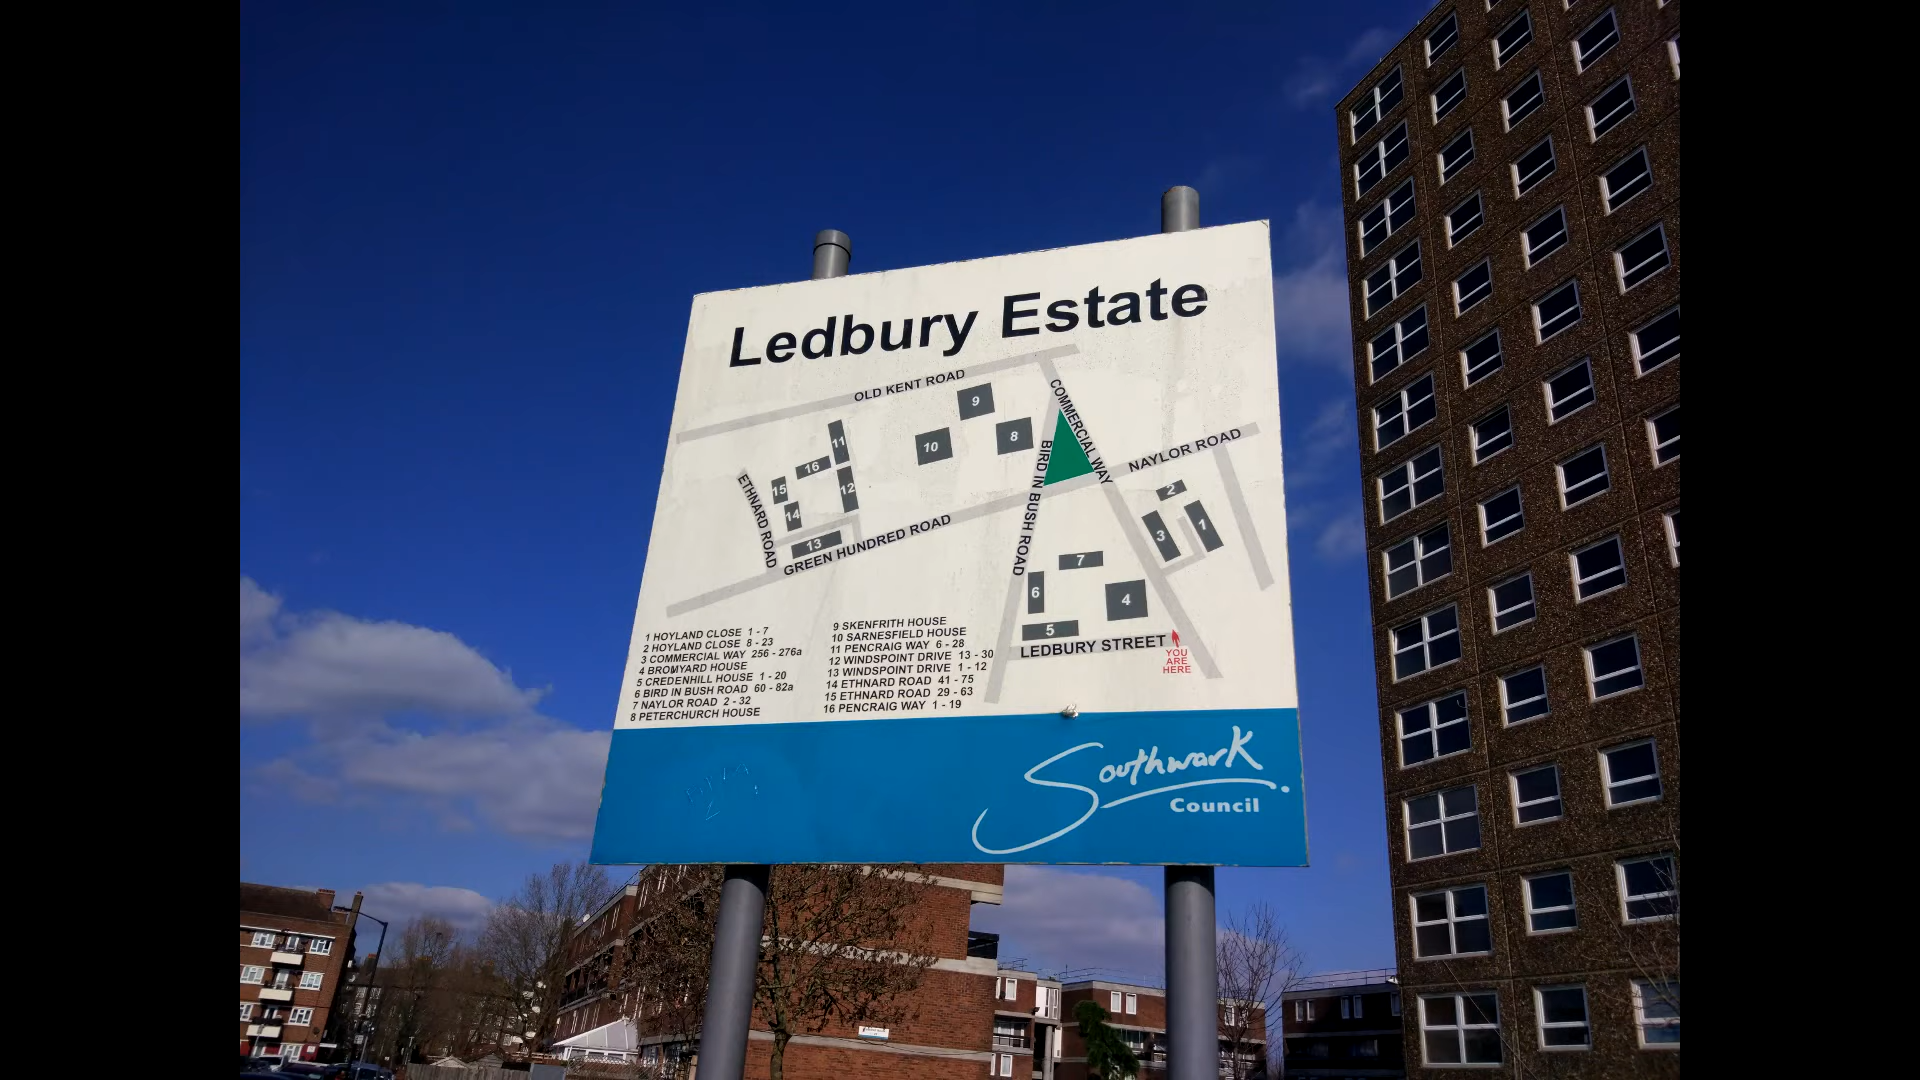 Ledbury Estate
OLD KENT ROAD
COMMERCIAL WAY
NAYLOR ROAD
BIRD IN BUSH ROAD
ETHNARD ROAD
GREEN HUNDRED ROAD
LEDBURY STREET
YOU
ARE
HERE
9
8
10
11
16
12
15
14
13
2
1
3
7
6
4
5
1 HOYLAND CLOSE 1 - 7
2 HOYLAND CLOSE 8 - 23
3 COMMERCIAL WAY 256 - 276a
4 BROMYARD HOUSE
5 CREDENHILL HOUSE 1 - 20
6 BIRD IN BUSH ROAD 60 - 82a
7 NAYLOR ROAD 2 - 32
8 PETERCHURCH HOUSE
9 SKENFRITH HOUSE
10 SARNESFIELD HOUSE
11 PENCRAIG WAY 6 - 28
12 WINDSPOINT DRIVE 13 - 30
13 WINDSPOINT DRIVE 1 - 12
14 ETHNARD ROAD 41 - 75
15 ETHNARD ROAD 29 - 63
16 PENCRAIG WAY 1 - 19
Southwark
Council